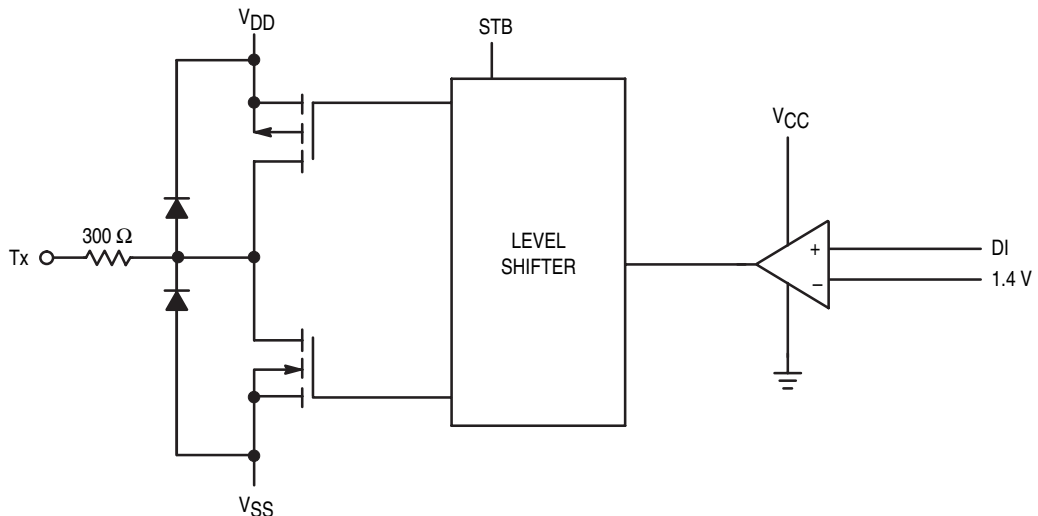 VDD
STB
VCC
300 Ω
Tx
LEVEL
SHIFTER
+
DI
–
1.4 V
VSS